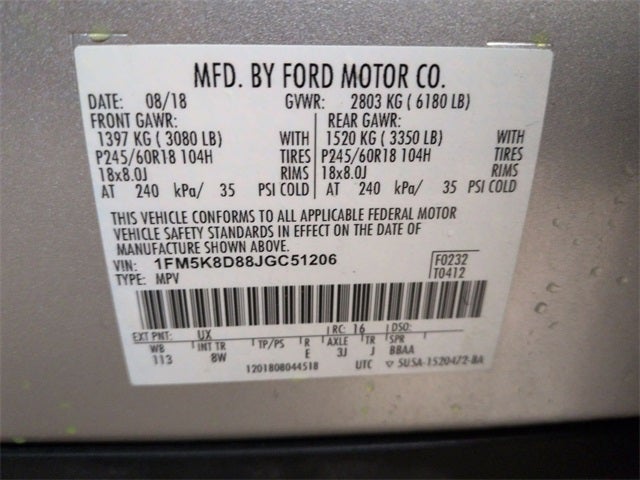 MFD. BY FORD MOTOR CO.
DATE: 08/18 GVWR: 2803 KG ( 6180 LB)
FRONT GAWR: REAR GAWR:
1397 KG ( 3080 LB) WITH 1520 KG ( 3350 LB) WITH
P245/60R18 104H TIRES P245/60R18 104H TIRES
18x8.0J RIMS 18x8.0J RIMS
AT 240 kPa/ 35 PSI COLD AT 240 kPa/ 35 PSI COLD
THIS VEHICLE CONFORMS TO ALL APPLICABLE FEDERAL MOTOR
VEHICLE SAFETY STANDARDS IN EFFECT ON THE DATE OF
MANUFACTURE SHOWN ABOVE.
VIN: 1FM5K8D88JGC51206 F0232
TYPE: MPV T0412
EXT PNT: UX RC: 16 DSO:
WB INT TR TP/PS R AXLE TR SPR
113 8W E 3J J BBAA
1201808044518 UTC ▽ 5U5A-1520472-BA